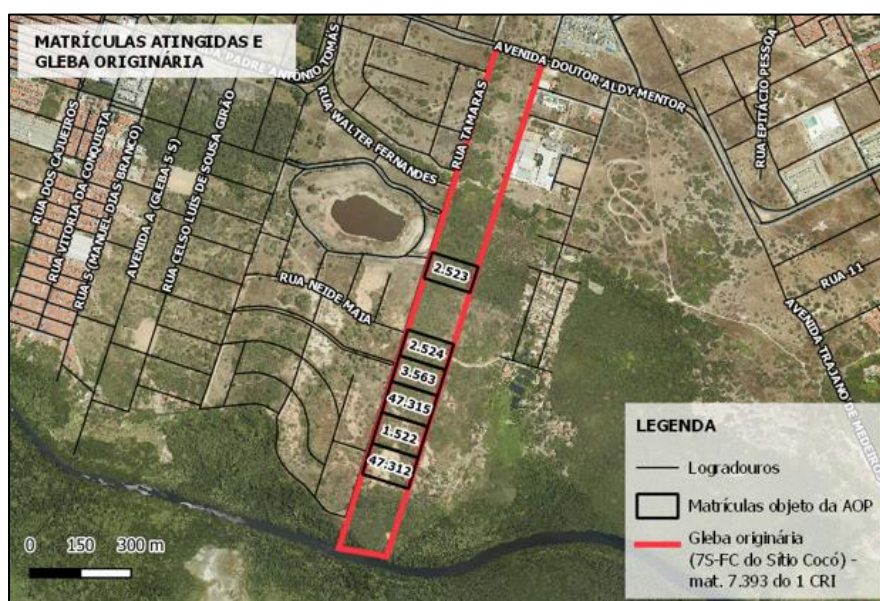 MATRÍCULAS ATINGIDAS E
GLEBA ORIGINÁRIA
PADRE ANTÔNIO TOMÁS
AVENIDA DOUTOR ALDY MENTOR
RUA DOS CAJUEIROS
RUA VITORIA DA CONQUISTA
RUA 5 (MANUEL DIAS BRANCO)
AVENIDA A (GLEBA 5 S)
RUA CELSO LUÍS DE SOUSA GIRÃO
RUA WALTER FERNANDES
RUA TAMARAS
RUA EPITÁCIO PESSOA
RUA NEIDE MAIA
RUA 11
AVENIDA TRAJANO DE MEDEIROS
2.523
2.524
3.563
47.315
1.522
47.312
0 150 300 m
LEGENDA
Logradouros
Matrículas objeto da AOP
Gleba originária
(7S-FC do Sítio Cocó) -
mat. 7.393 do 1 CRI